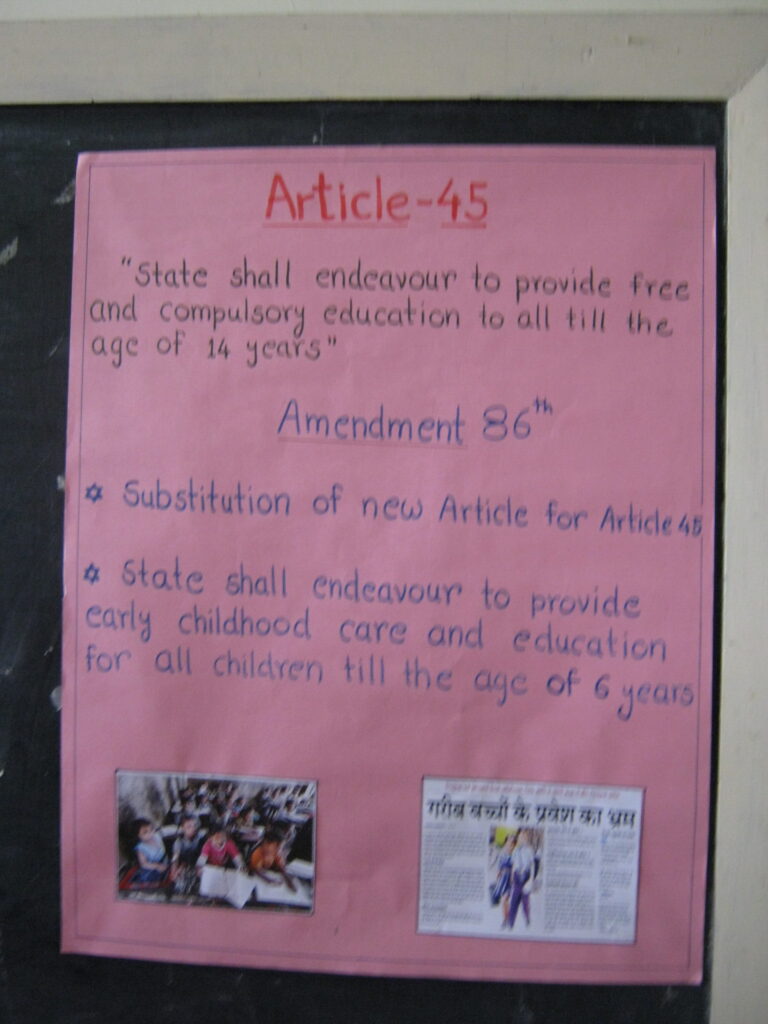 Article-45
"State shall endeavour to provide free
and compulsory education to all till the
age of 14 years"
Amendment 86th
Substitution of new Article for Article 45
State shall endeavour to provide
early childhood care and education
for all children till the age of 6 years
गरीब बच्चों के प्रवेश का भ्रम